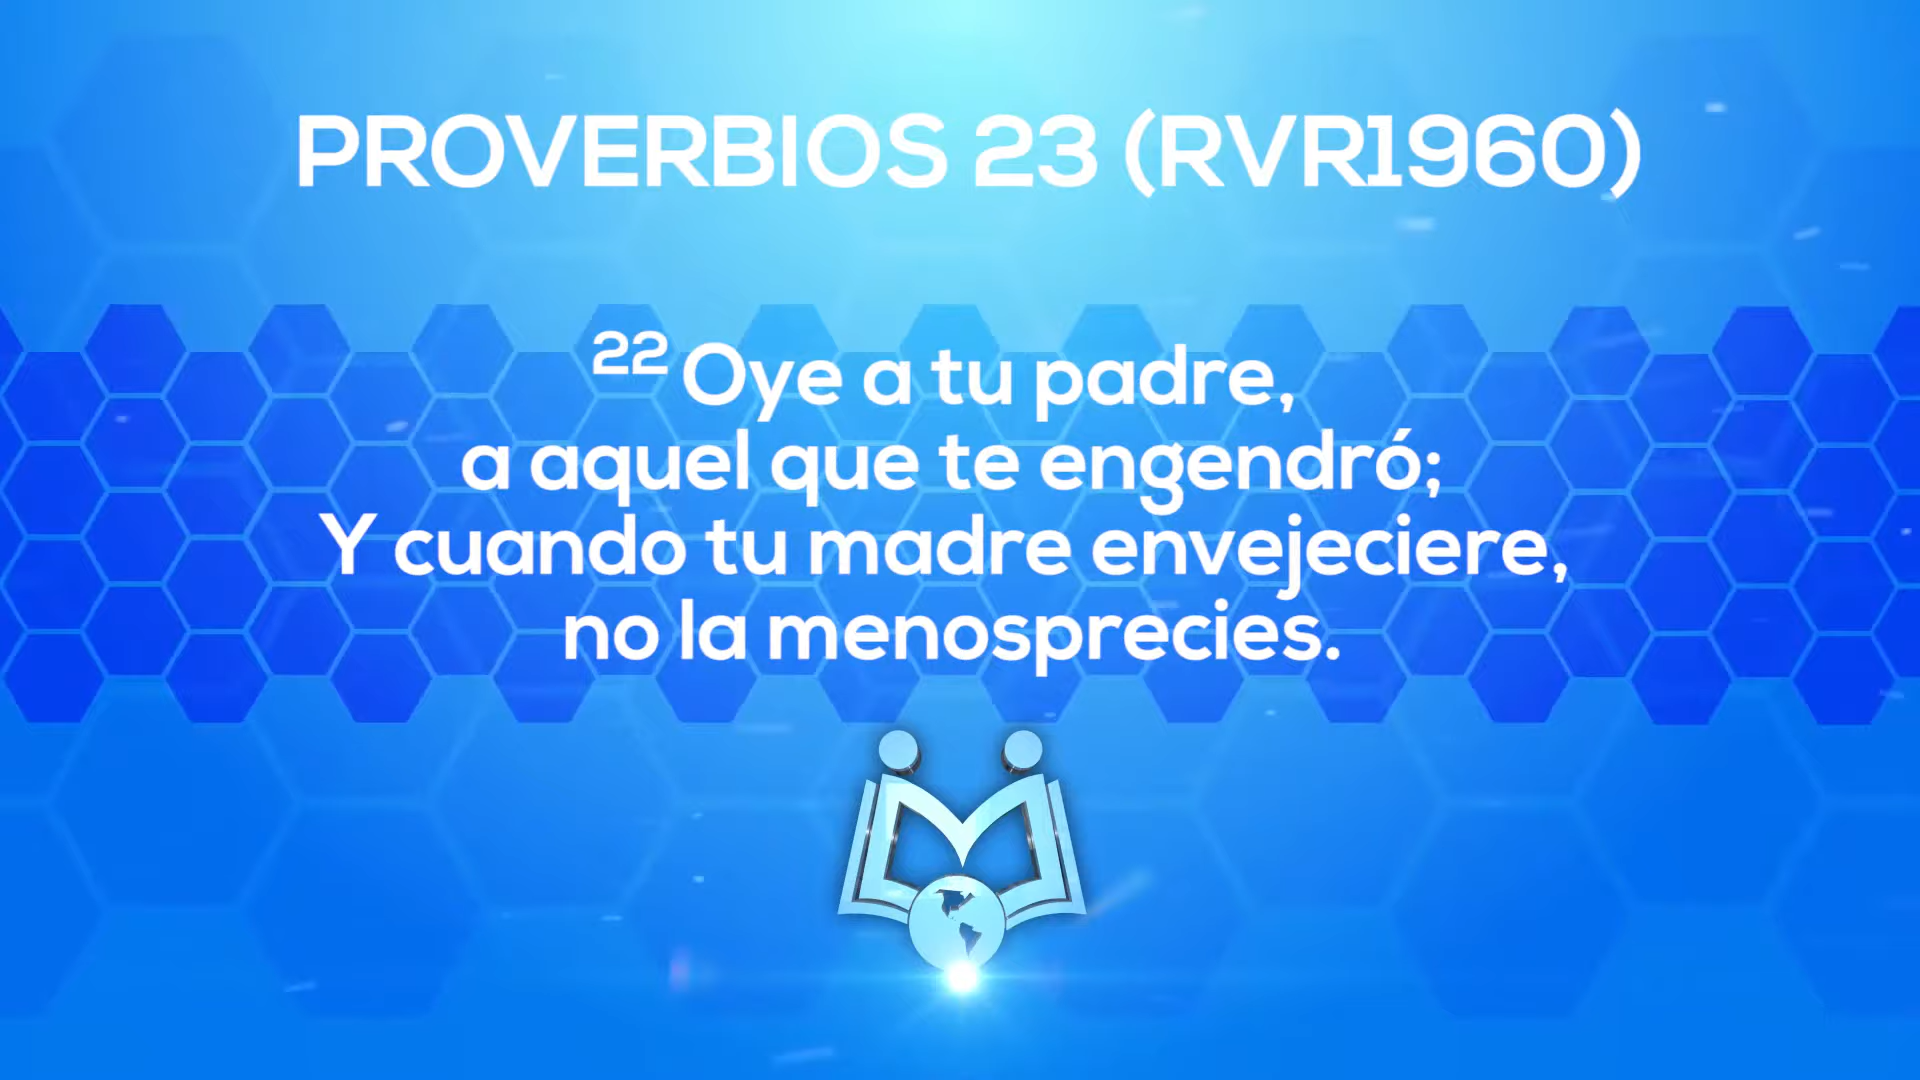 PROVERBIOS 23 (RVR1960)
22 Oye a tu padre,
a aquel que te engendró;
Y cuando tu madre envejeciere,
no la menosprecies.